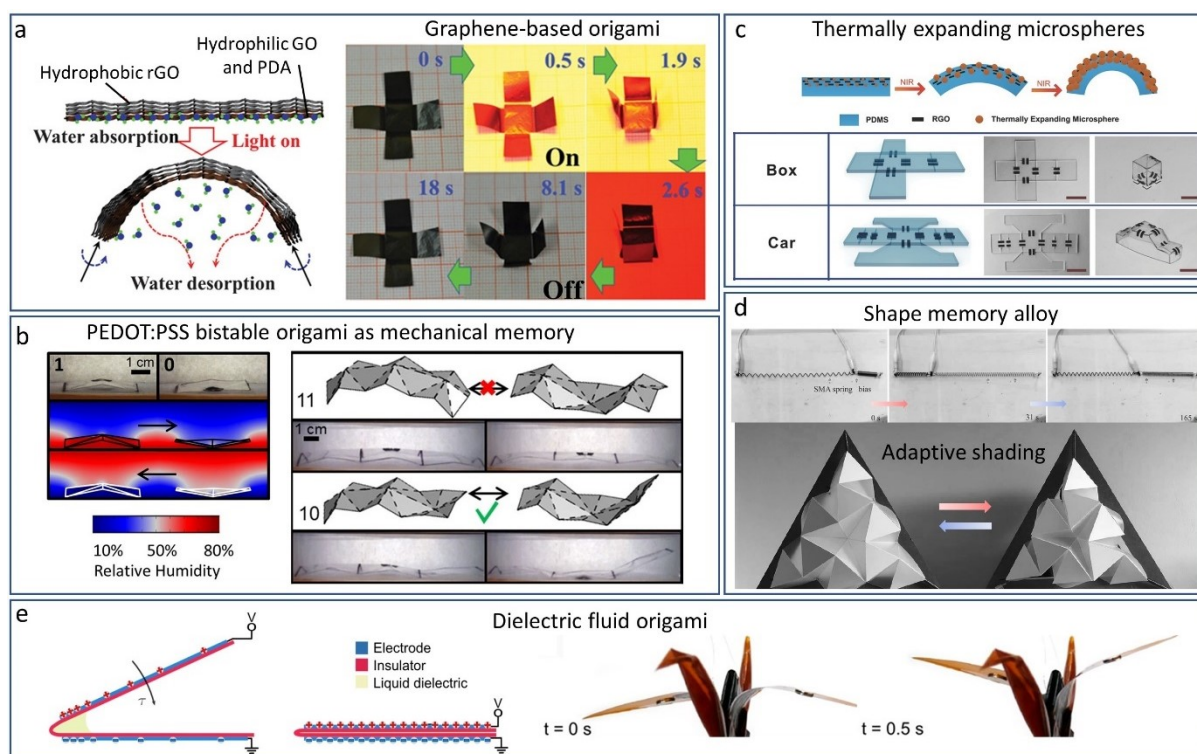 a
Graphene-based origami
Hydrophilic GO
and PDA
Hydrophobic rGO
Water absorption
Light on
Water desorption
0 s
0.5 s
1.9 s
On
18 s
8.1 s
2.6 s
Off
b
PEDOT:PSS bistable origami as mechanical memory
1
1 cm
0
10% 50% 80%
Relative Humidity
11
1 cm
10
c
Thermally expanding microspheres
NIR
NIR
PDMS
RGO
Thermally Expanding Microsphere
Box
Car
d
Shape memory alloy
SMA spring
bias
0 s
31 s
165 s
Adaptive shading
e
Dielectric fluid origami
V
τ
Electrode
Insulator
Liquid dielectric
V
t = 0 s
t = 0.5 s